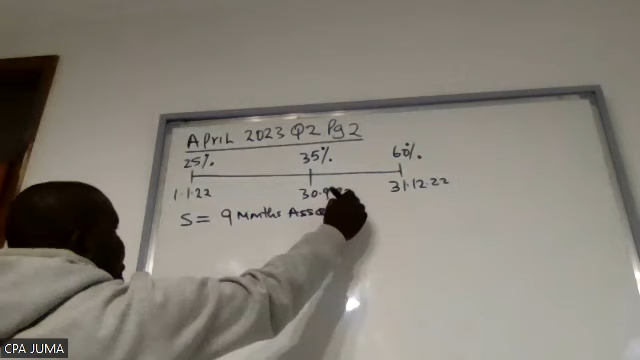 April 2023 Q2 Pg 2
25% 35% 60%
1.1.22 31.12.22
S = 9 Months
CPA JUMA